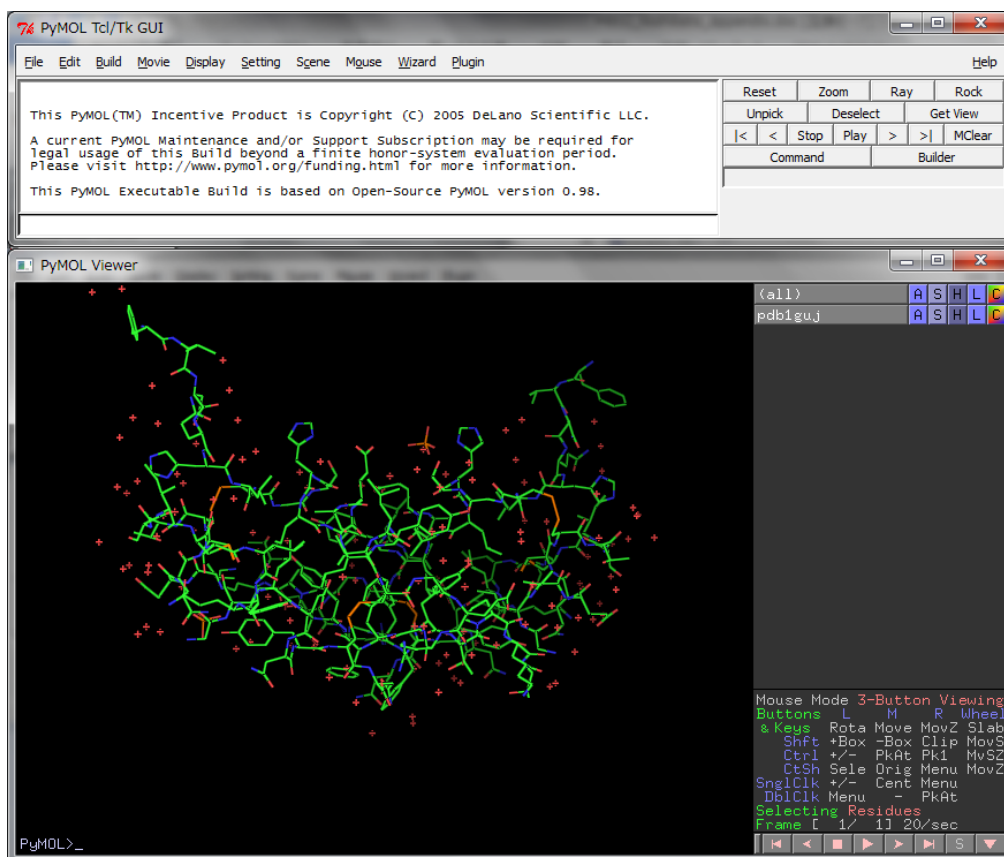 PyMOL Tcl/Tk GUI
File Edit Build Movie Display Setting Scene Mouse Wizard Plugin Help
This PyMOL(TM) Incentive Product is Copyright (C) 2005 DeLano Scientific LLC.
A current PyMOL Maintenance and/or Support Subscription may be required for
legal usage of this Build beyond a finite honor-system evaluation period.
Please visit http://www.pymol.org/funding.html for more information.
This PyMOL Executable Build is based on Open-Source PyMOL version 0.98.
Reset Zoom Ray Rock
Unpick Deselect Get View
|< < Stop Play > >| MClear
Command Builder
PyMOL Viewer
(all) A S H L C
pdb1guj A S H L C
Mouse Mode 3-Button Viewing
Buttons L M R Wheel
& Keys Rota Move MovZ Slab
Shft +Box -Box Clip MovS
Ctrl +/- PkAt Pk1 MvSZ
CtSh Sele Orig Menu MovZ
SnglClk +/- Cent Menu
DblClk Menu - PkAt
Selecting Residues
Frame [ 1/ 1] 20/sec
S
PyMOL>_